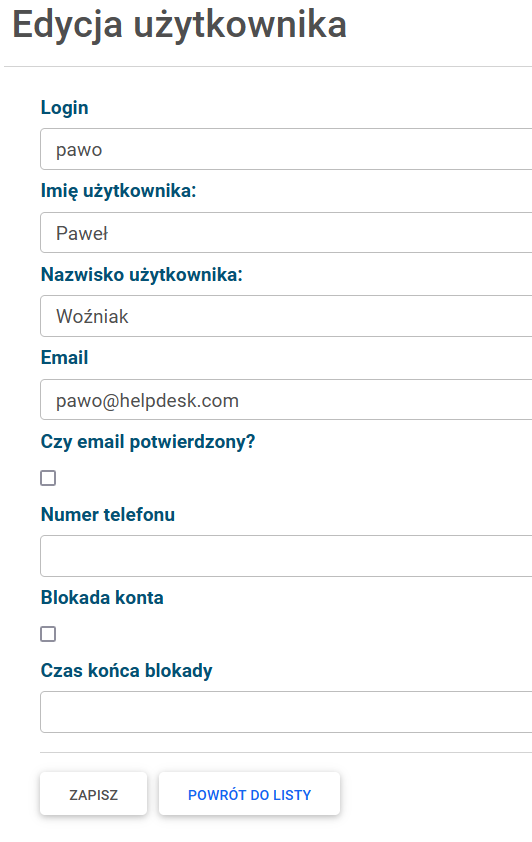 Edycja użytkownika
Login
pawo
Imię użytkownika:
Paweł
Nazwisko użytkownika:
Woźniak
Email
pawo@helpdesk.com
Czy email potwierdzony?
Numer telefonu
Blokada konta
Czas końca blokady
ZAPISZ POWRÓT DO LISTY